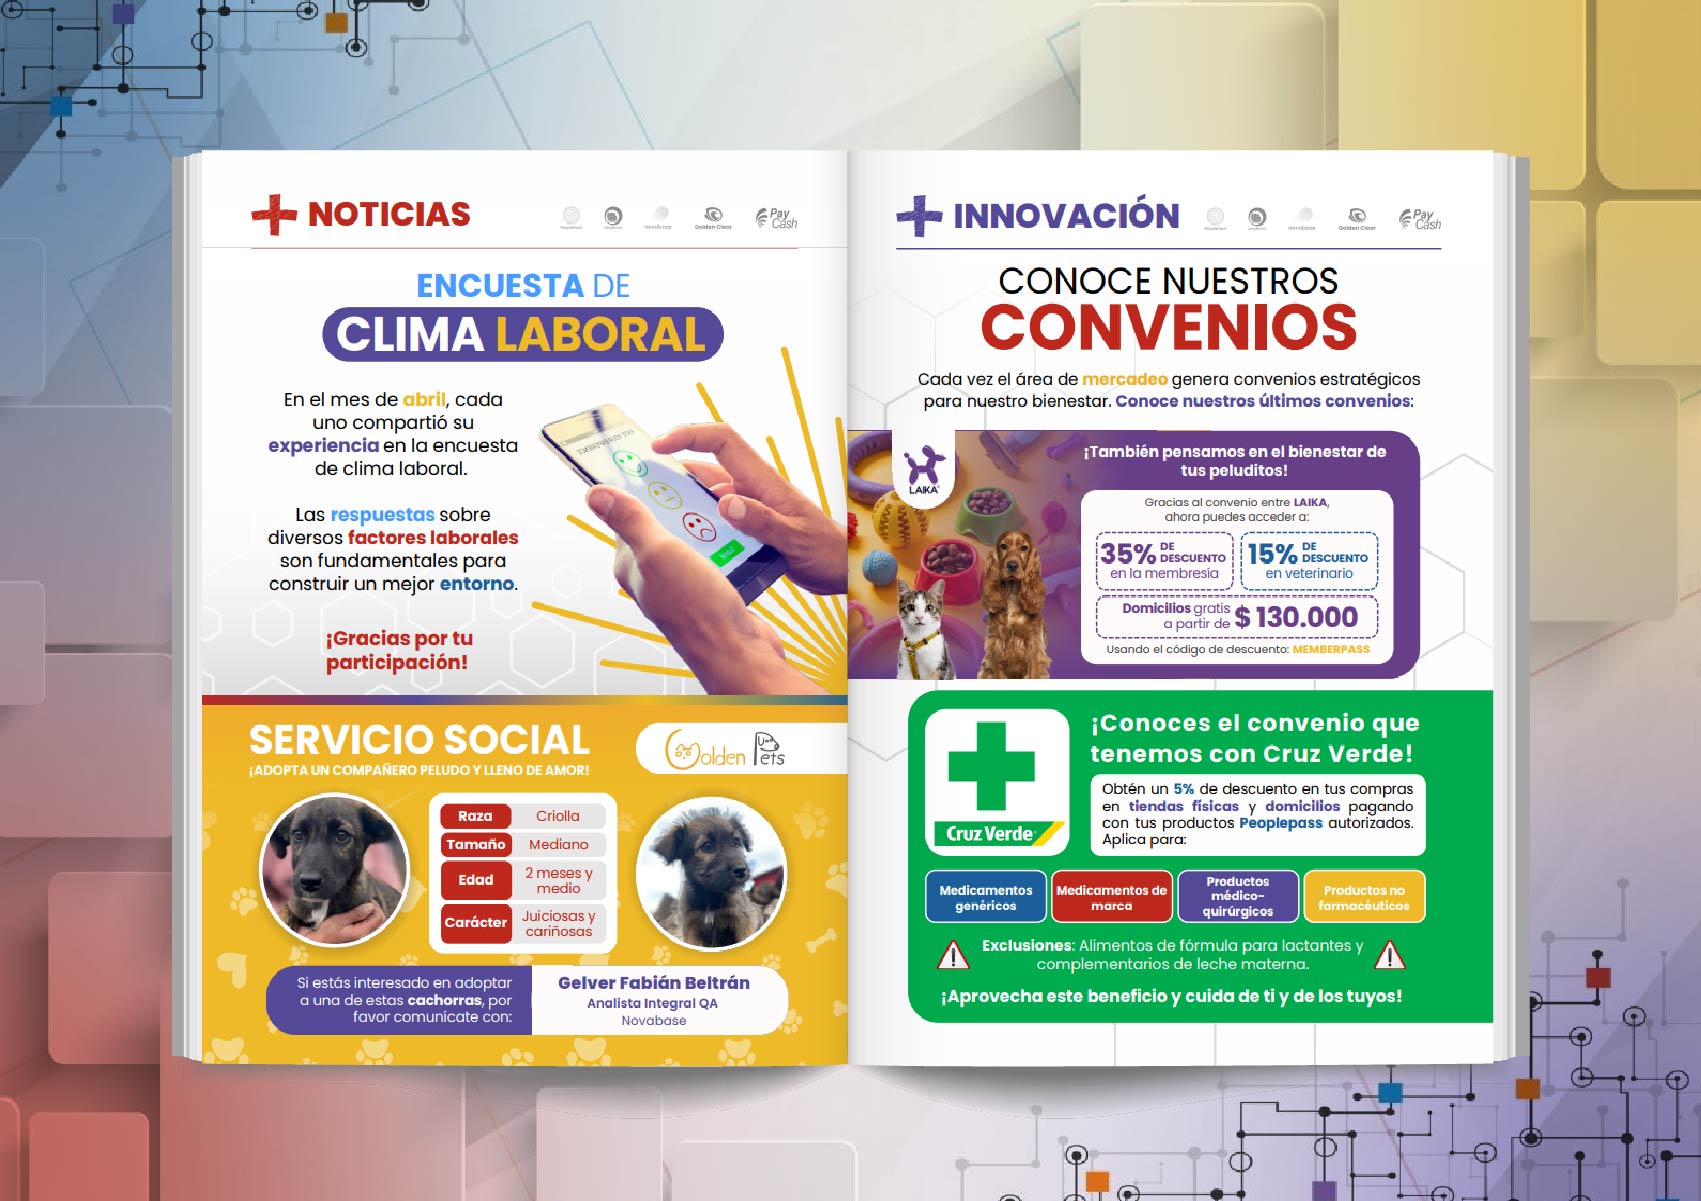 NOTICIAS
Peoplepass
novabase
Golden Clear
Pay
Cash
ENCUESTA DE
CLIMA LABORAL
En el mes de abril, cada
uno compartió su
experiencia en la encuesta
de clima laboral.
Las respuestas sobre
diversos factores laborales
son fundamentales para
construir un mejor entorno.
¡Gracias por tu
participación!
SERVICIO SOCIAL
¡ADOPTA UN COMPAÑERO PELUDO Y LLENO DE AMOR!
Golden Pets
Raza Criolla
Tamaño Mediano
Edad 2 meses y
medio
Carácter Juiciosas y
cariñosas
Si estás interesado en adoptar
a una de estas cachorras, por
favor comunícate con:
Gelver Fabián Beltrán
Analista Integral QA
Novabase
INNOVACIÓN
Peoplepass
novabase
Golden Clear
Pay
Cash
CONOCE NUESTROS
CONVENIOS
Cada vez el área de mercadeo genera convenios estratégicos
para nuestro bienestar. Conoce nuestros últimos convenios:
LAIKA
¡También pensamos en el bienestar de
tus peluditos!
Gracias al convenio entre LAIKA,
ahora puedes acceder a:
35% DE DESCUENTO
en la membresía
15% DE DESCUENTO
en veterinario
Domicilios gratis
a partir de $ 130.000
Usando el código de descuento: MEMBERPASS
Cruz Verde
¡Conoces el convenio que
tenemos con Cruz Verde!
Obtén un 5% de descuento en tus compras
en tiendas físicas y domicilios pagando
con tus productos Peoplepass autorizados.
Aplica para:
Medicamentos
genéricos
Medicamentos de
marca
Productos
médico-
quirúrgicos
Productos no
farmacéuticos
Exclusiones: Alimentos de fórmula para lactantes y
complementarios de leche materna.
¡Aprovecha este beneficio y cuida de ti y de los tuyos!